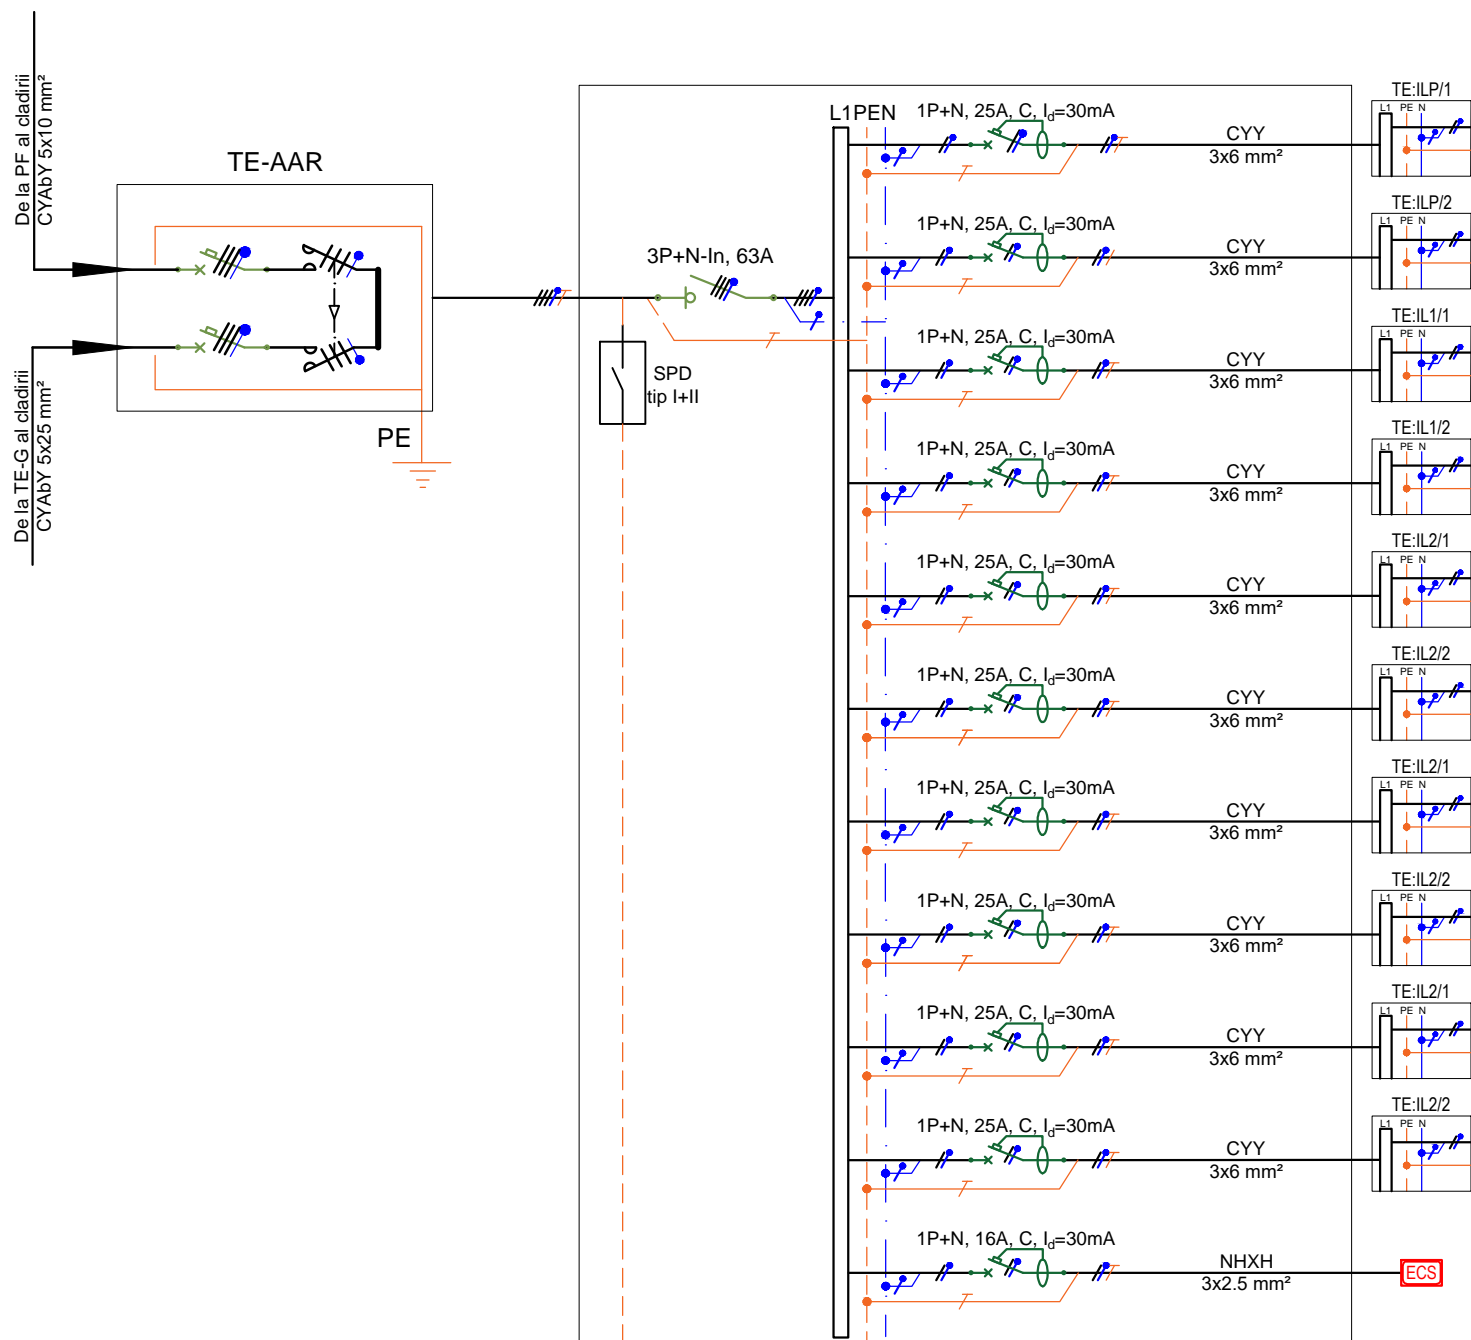 De la PF al cladirii
CYAbY 5x10 mm²
TE-AAR
De la TE-G al cladirii
CYAbY 5x25 mm²
PE
3P+N-In, 63A
SPD
tip I+II
L1PEN
1P+N, 25A, C, Id=30mA
CYY
3x6 mm²
TE:ILP/1
L1 PE N
1P+N, 25A, C, Id=30mA
CYY
3x6 mm²
TE:ILP/2
L1 PE N
1P+N, 25A, C, Id=30mA
CYY
3x6 mm²
TE:IL1/1
L1 PE N
1P+N, 25A, C, Id=30mA
CYY
3x6 mm²
TE:IL1/2
L1 PE N
1P+N, 25A, C, Id=30mA
CYY
3x6 mm²
TE:IL2/1
L1 PE N
1P+N, 25A, C, Id=30mA
CYY
3x6 mm²
TE:IL2/2
L1 PE N
1P+N, 25A, C, Id=30mA
CYY
3x6 mm²
TE:IL2/1
L1 PE N
1P+N, 25A, C, Id=30mA
CYY
3x6 mm²
TE:IL2/2
L1 PE N
1P+N, 25A, C, Id=30mA
CYY
3x6 mm²
TE:IL2/1
L1 PE N
1P+N, 25A, C, Id=30mA
CYY
3x6 mm²
TE:IL2/2
L1 PE N
1P+N, 16A, C, Id=30mA
NHXH
3x2.5 mm²
ECS